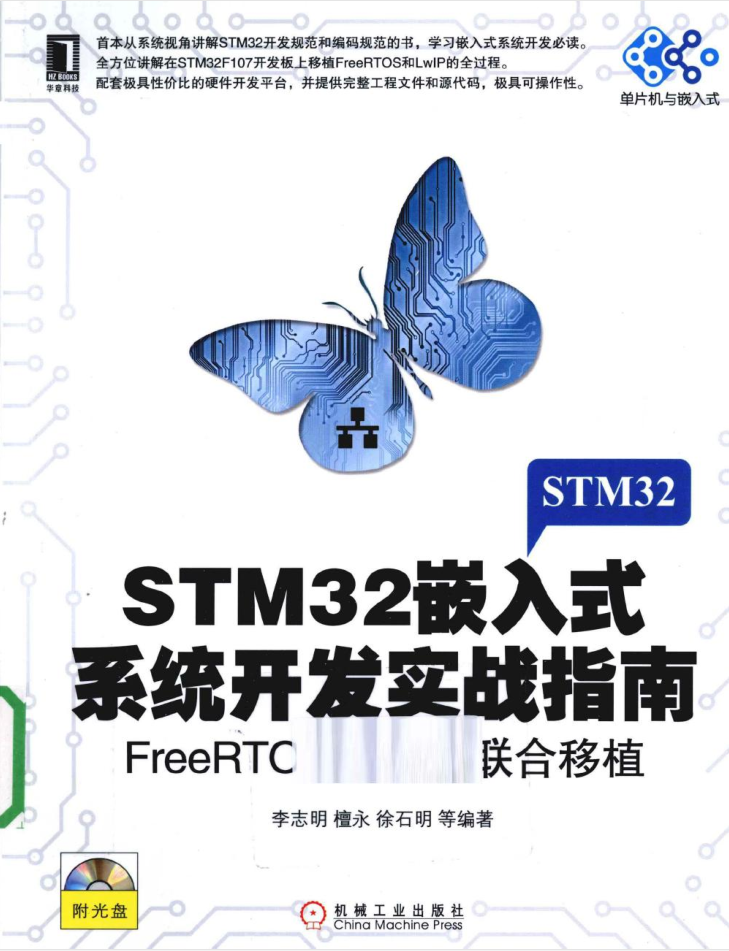 首本从系统视角讲解STM32开发规范和编码规范的书，学习嵌入式系统开发必读。
全方位讲解在STM32F107开发板上移植FreeRTOS和LwIP的全过程。
配套极具性价比的硬件开发平台，并提供完整工程文件和源代码，极具可操作性。
HZ BOOKS
华章科技
单片机与嵌入式
STM32
STM32嵌入式
系统开发实战指南
FreeRTO
联合移植
李志明 檀永 徐石明 等编著
附光盘
机械工业出版社
China Machine Press